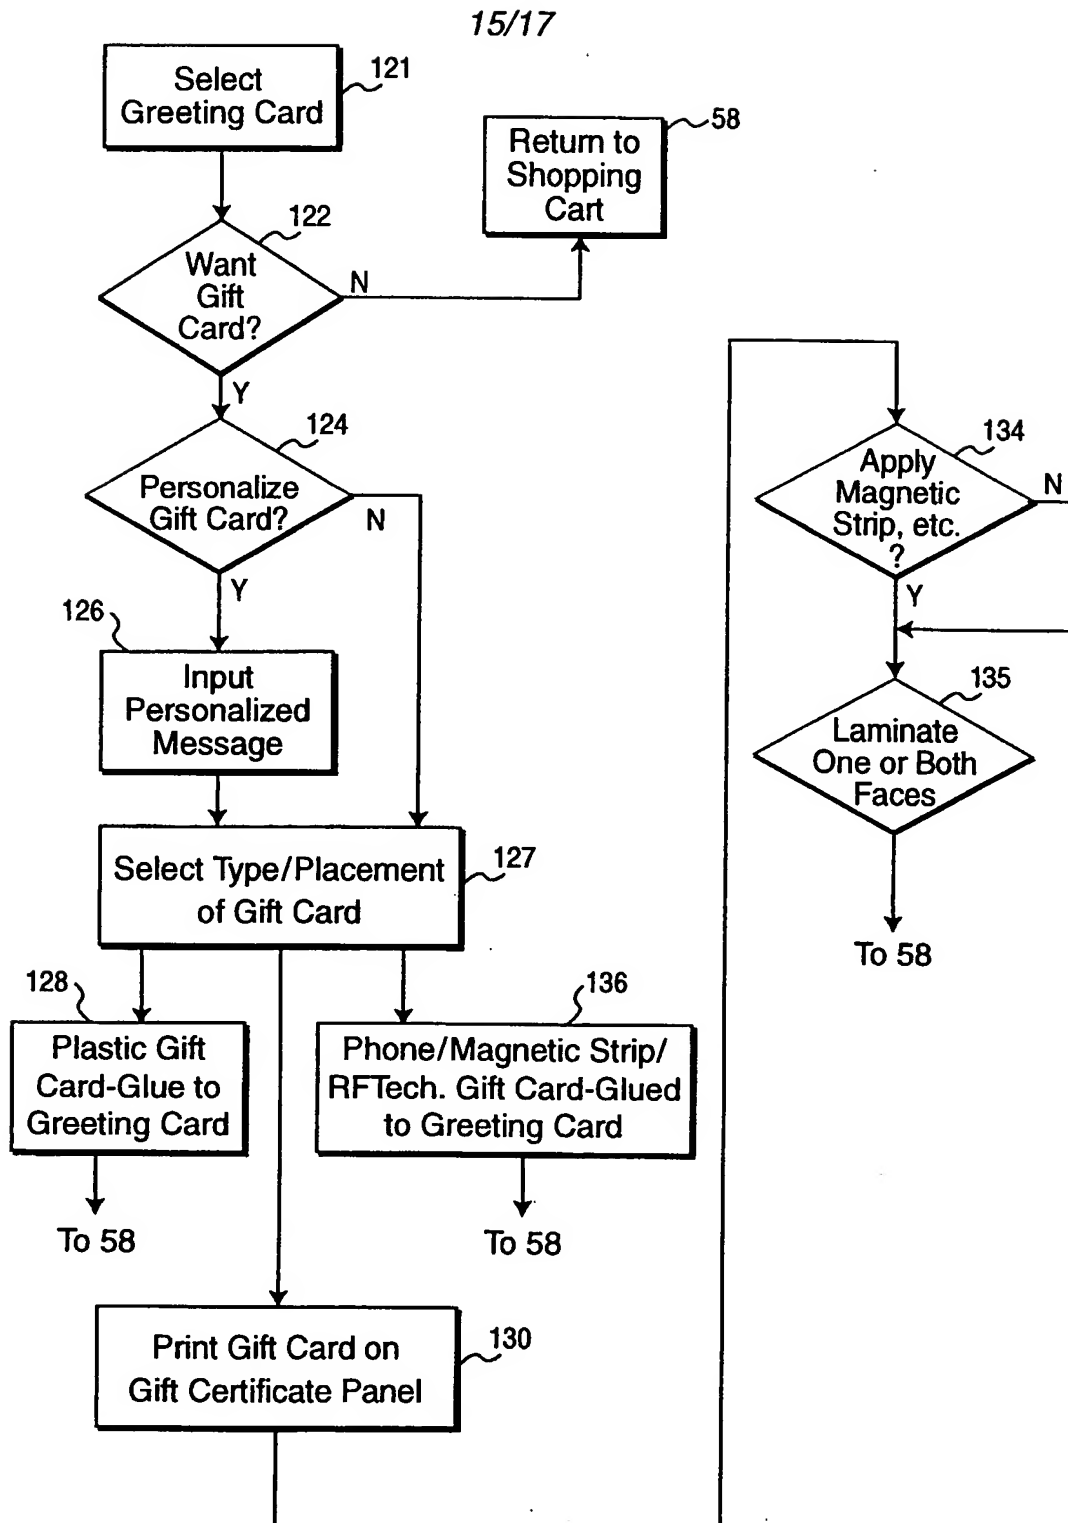 15/17
Select
Greeting Card
121
Return to
Shopping
Cart
58
122
Want
Gift
Card?
N
Y
124
Personalize
Gift Card?
N
Y
126
Input
Personalized
Message
Select Type/Placement
of Gift Card
127
128
Plastic Gift
Card-Glue to
Greeting Card
To 58
136
Phone/Magnetic Strip/
RFTech. Gift Card-Glued
to Greeting Card
To 58
Print Gift Card on
Gift Certificate Panel
130
134
Apply
Magnetic
Strip, etc.
?
N
Y
135
Laminate
One or Both
Faces
To 58